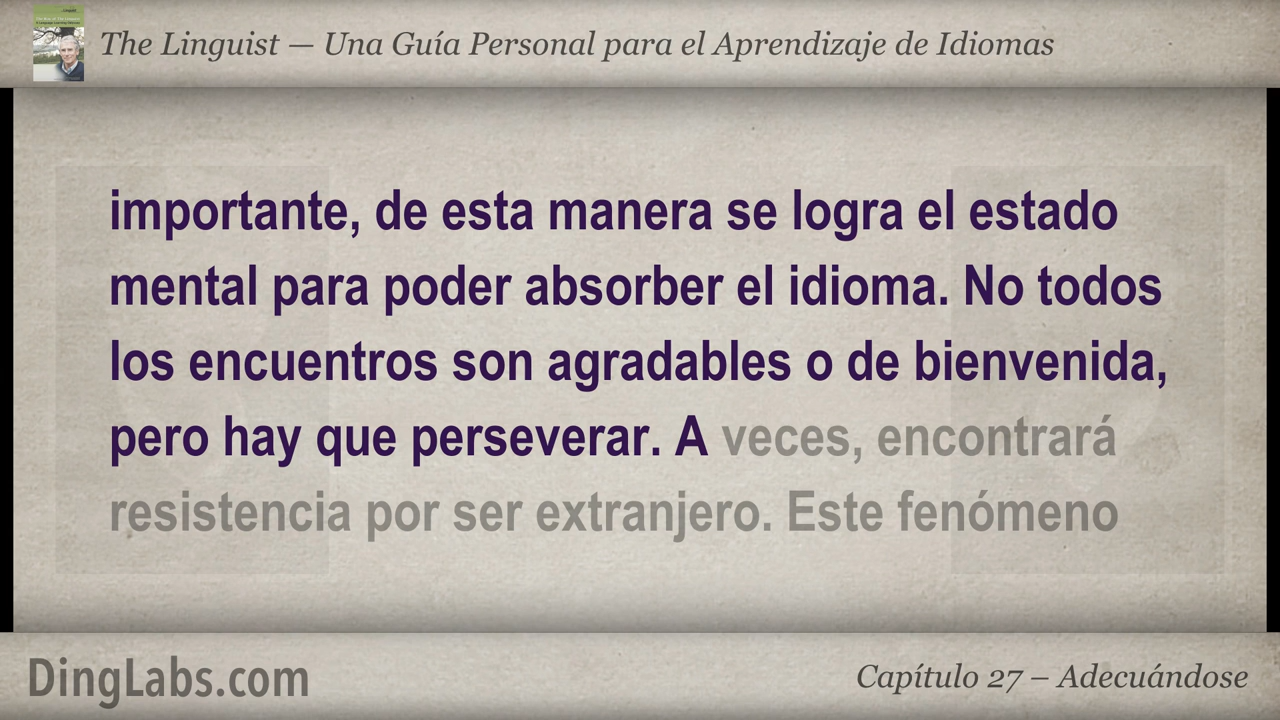 The Linguist — Una Guía Personal para el Aprendizaje de Idiomas
importante, de esta manera se logra el estado
mental para poder absorber el idioma. No todos
los encuentros son agradables o de bienvenida,
pero hay que perseverar. A veces, encontrará
resistencia por ser extranjero. Este fenómeno
DingLabs.com
Capítulo 27 – Adecuándose